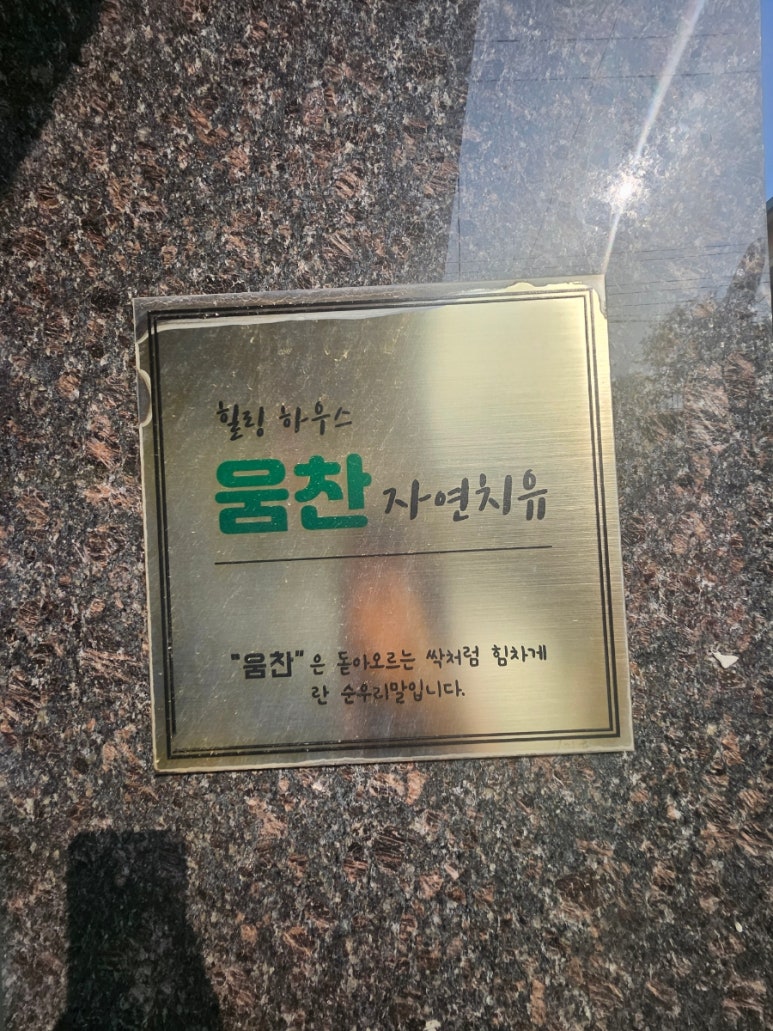 힐링 하우스
움찬 자연치유
"움찬"은 돋아오르는 싹처럼 힘차게
란 순우리말입니다.